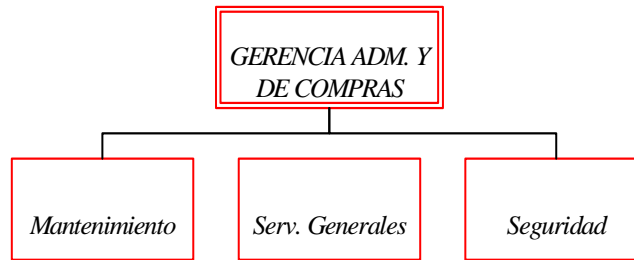 GERENCIA ADM. Y
DE COMPRAS
Mantenimiento
Serv. Generales
Seguridad